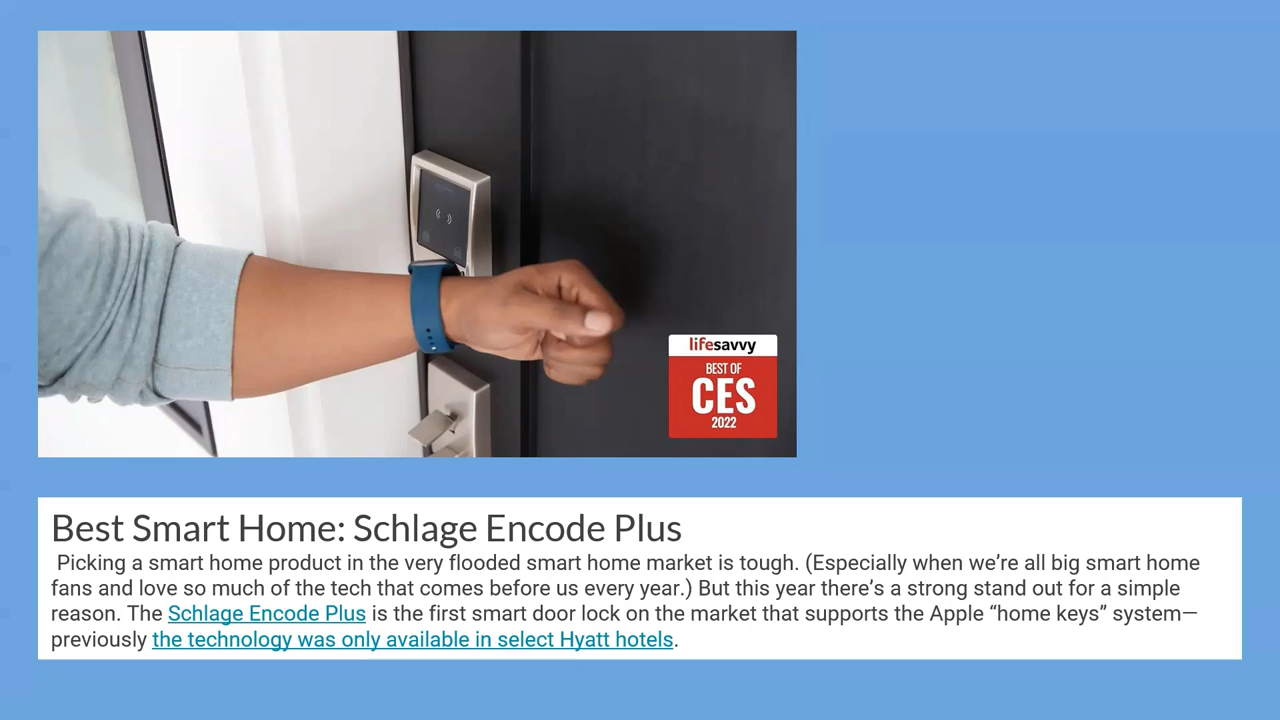 lifesavvy
BEST OF
CES
2022
Best Smart Home: Schlage Encode Plus
Picking a smart home product in the very flooded smart home market is tough. (Especially when we’re all big smart home
fans and love so much of the tech that comes before us every year.) But this year there’s a strong stand out for a simple
reason. The Schlage Encode Plus is the first smart door lock on the market that supports the Apple “home keys” system—
previously the technology was only available in select Hyatt hotels.